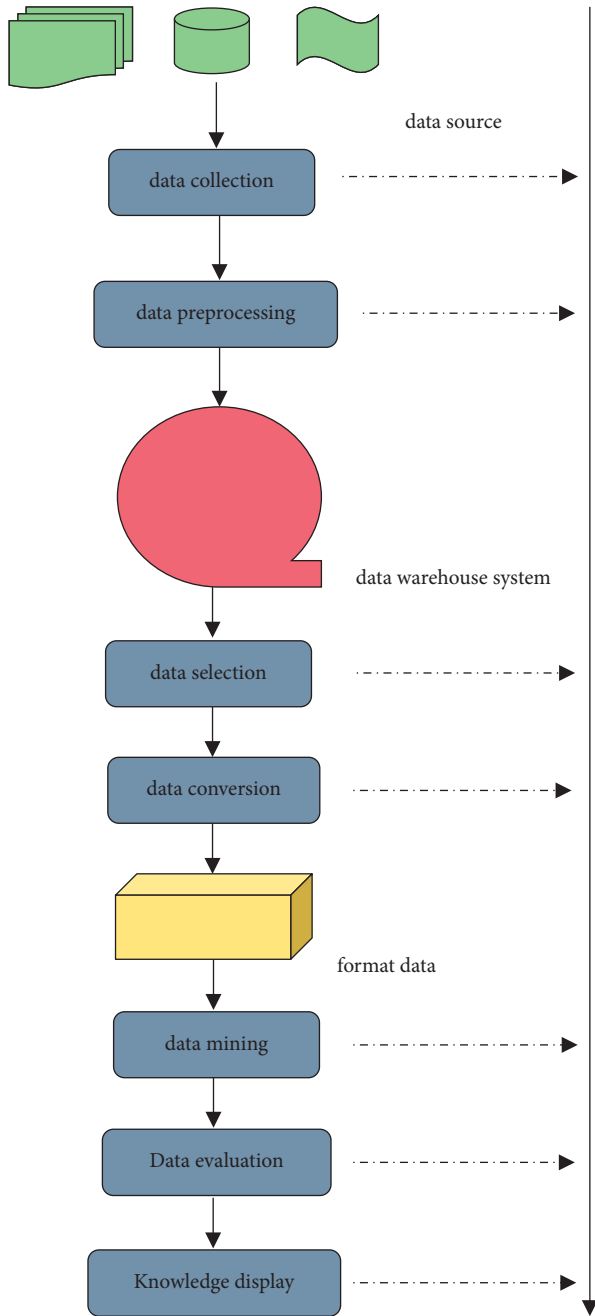 data source
data collection
data preprocessing
data warehouse system
data selection
data conversion
format data
data mining
Data evaluation
Knowledge display